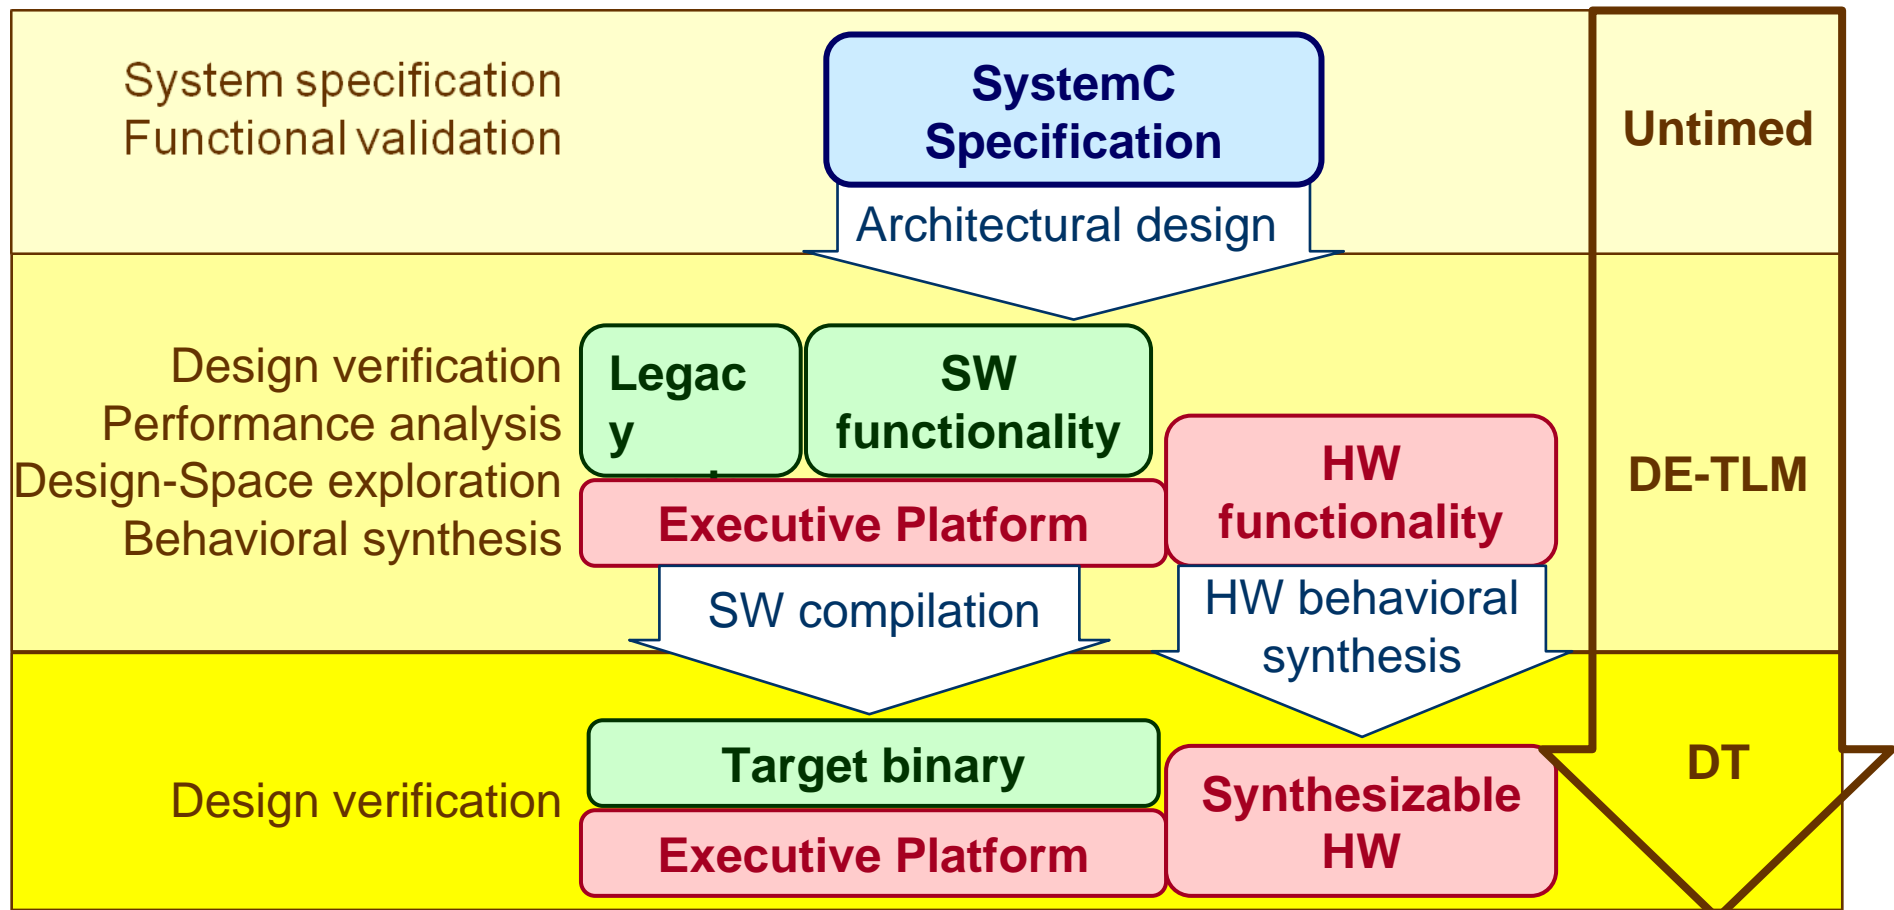 System specification
Functional validation
SystemC
Specification
Untimed
Architectural design
Design verification
Performance analysis
Design-Space exploration
Behavioral synthesis
Legac
y
SW
functionality
HW
functionality
Executive Platform
DE-TLM
SW compilation
HW behavioral
synthesis
Design verification
Target binary
Executive Platform
Synthesizable
HW
DT